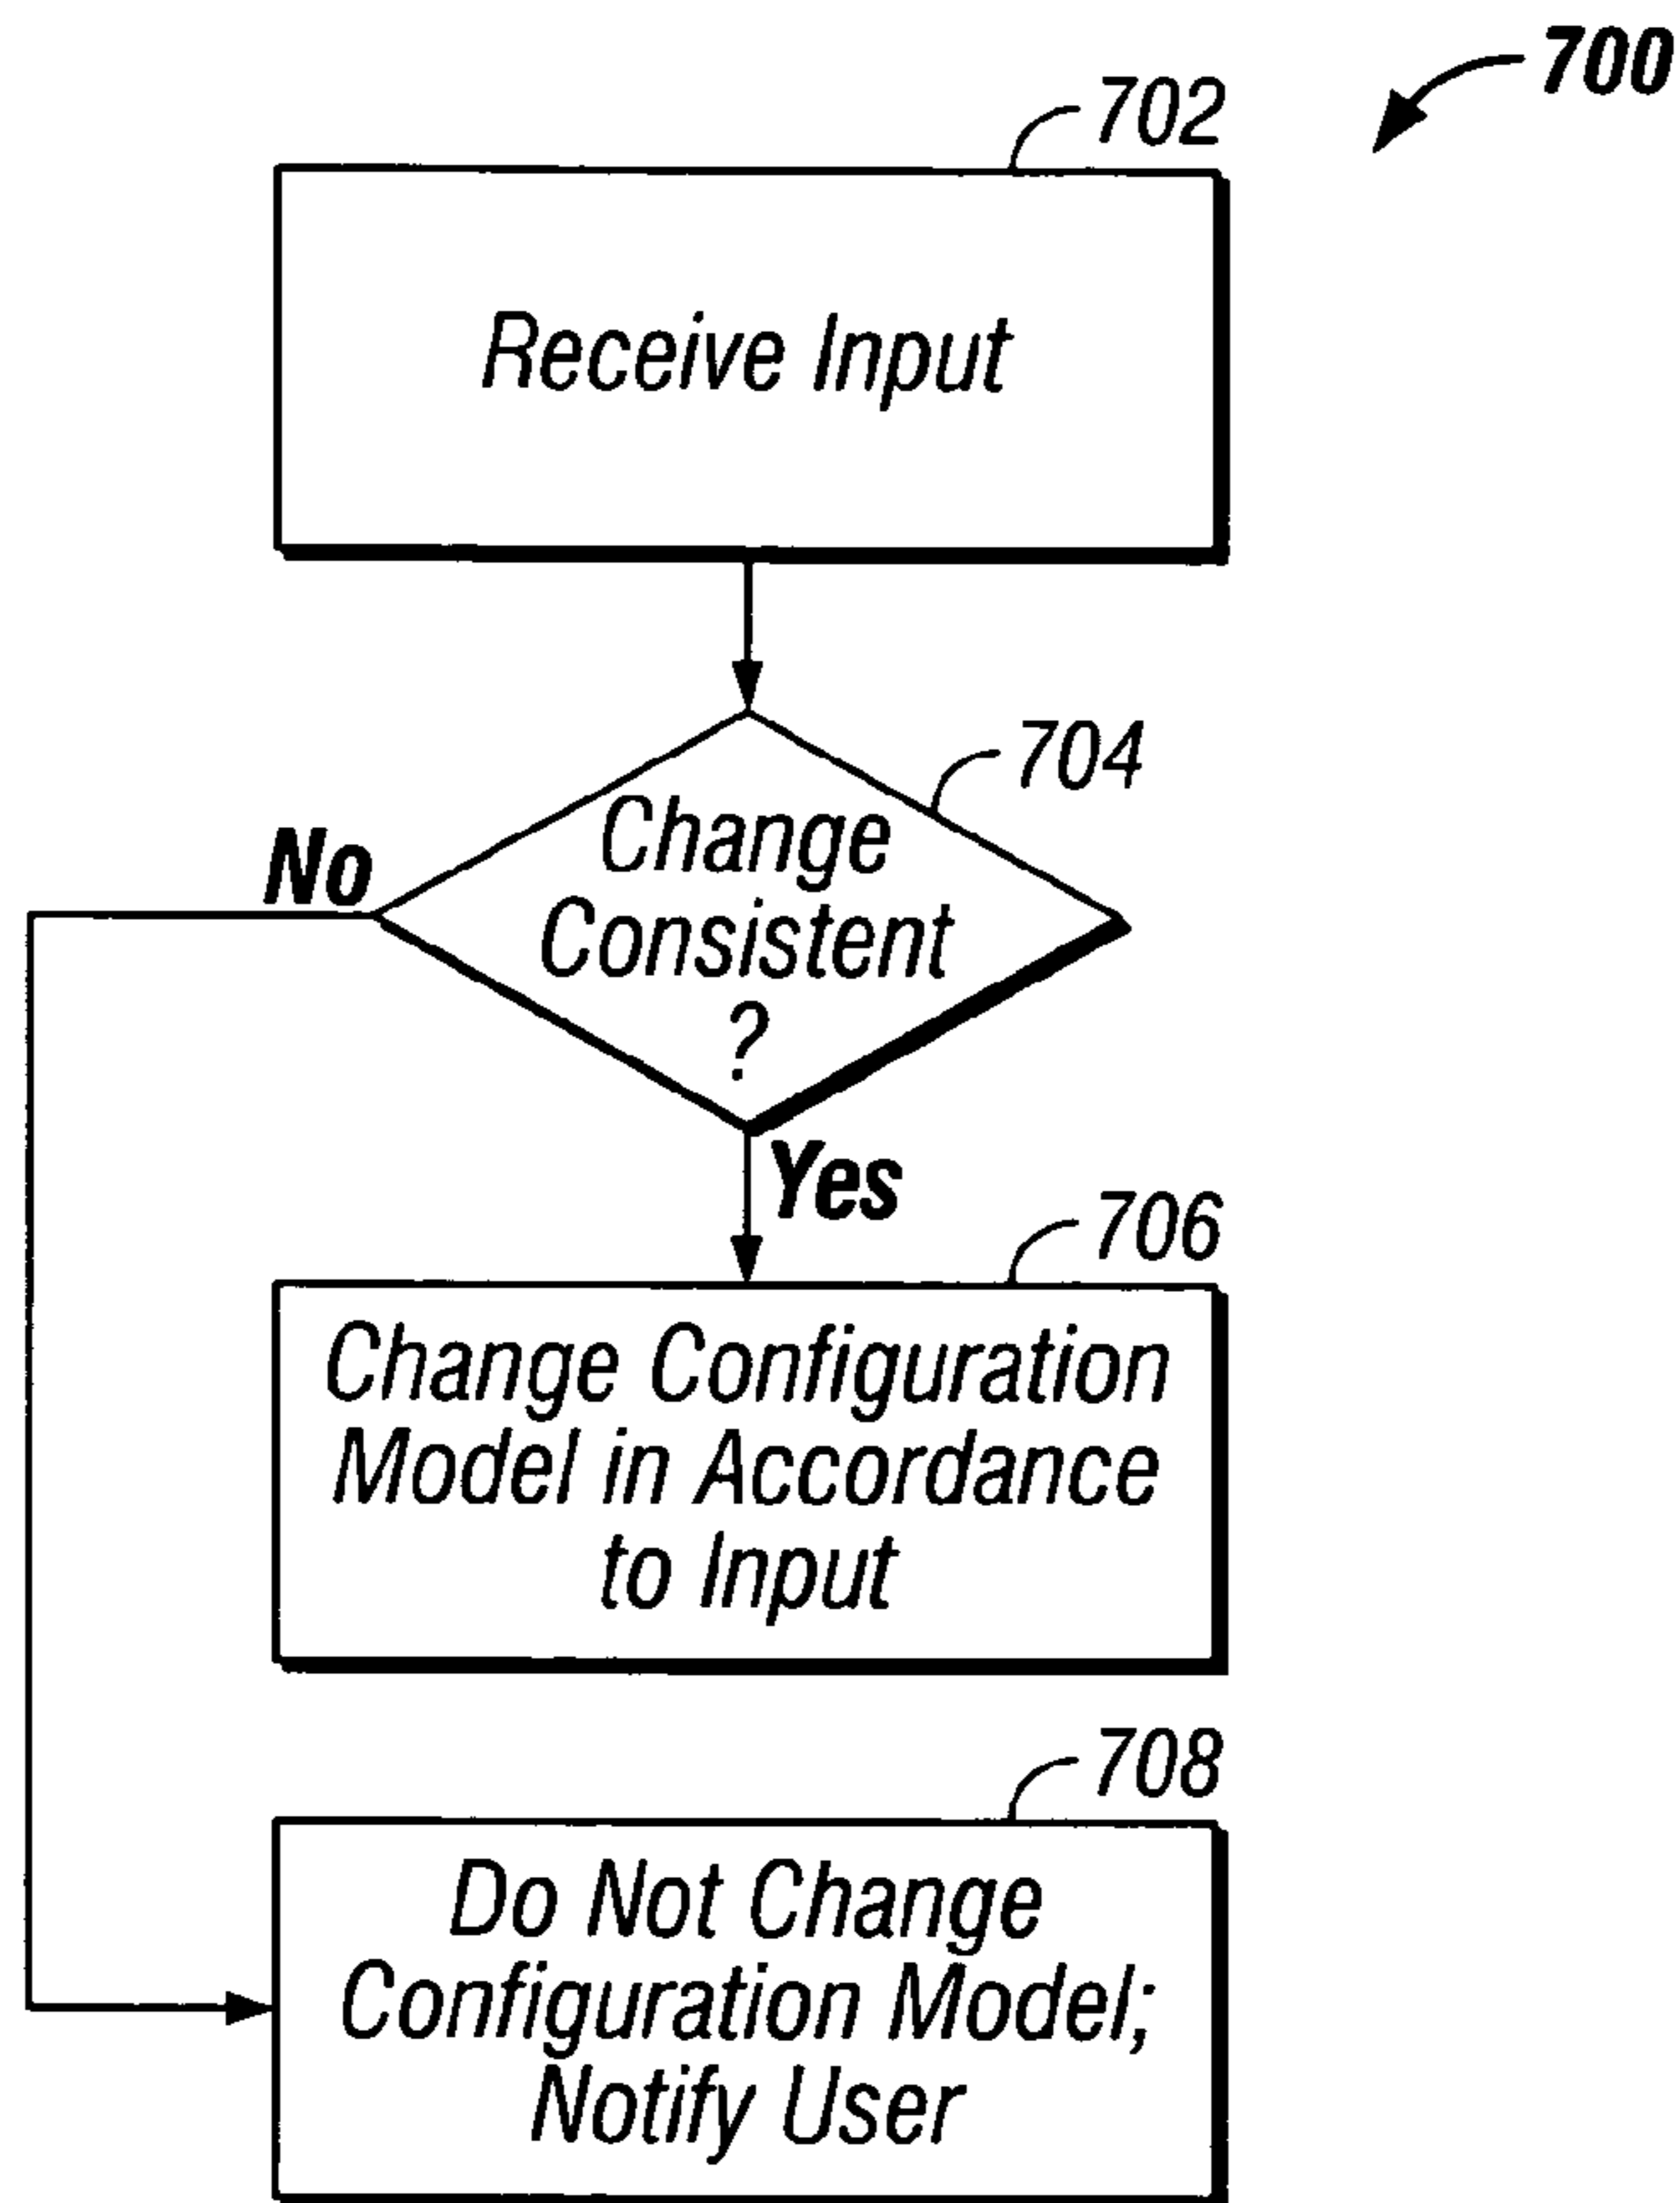 700
702
Receive Input
704
Change
Consistent
?
No
Yes
706
Change Configuration
Model in Accordance
to Input
708
Do Not Change
Configuration Model;
Notify User